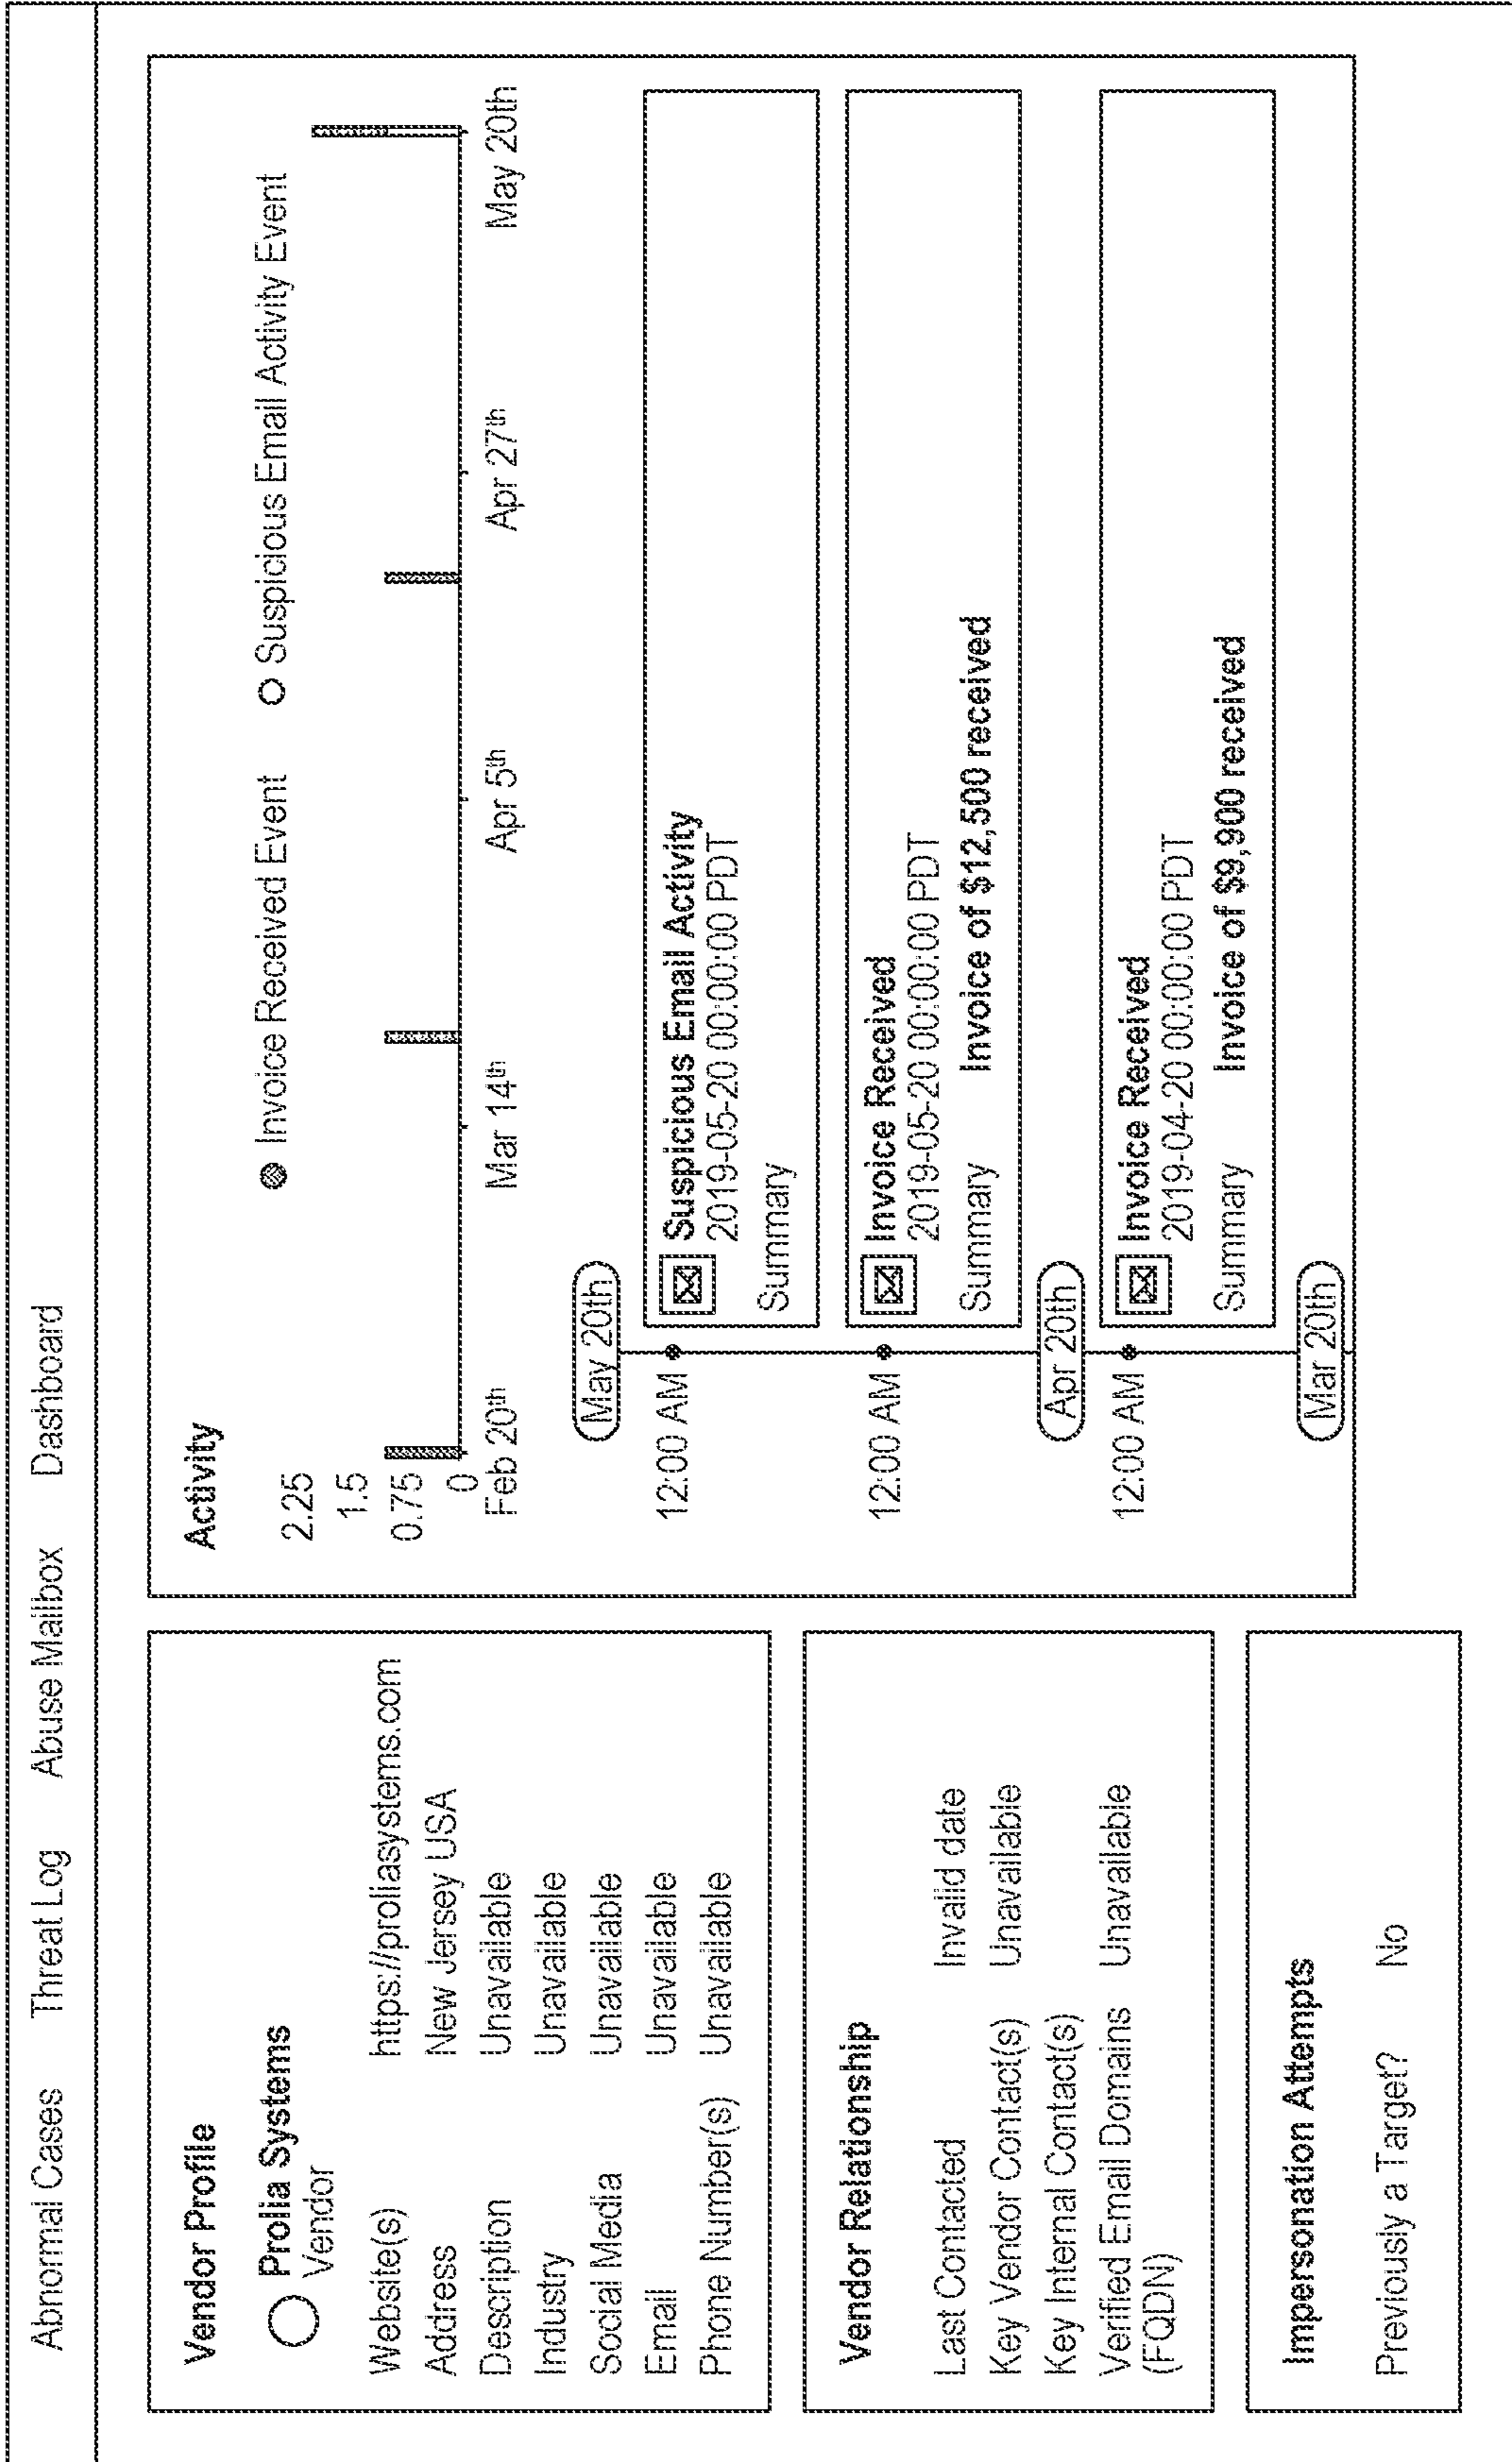 Abnormal Cases Threat Log Abuse Mailbox Dashboard
Vendor Profile
Prolia Systems
Vendor
Website(s) https://proliasystems.com
Address New Jersey USA
Description Unavailable
Industry Unavailable
Social Media Unavailable
Email Unavailable
Phone Number(s) Unavailable
Vendor Relationship
Last Contacted Invalid date
Key Vendor Contact(s) Unavailable
Key Internal Contact(s)
Verified Email Domains Unavailable
(FQDN)
Impersonation Attempts
Previously a Target? No
Activity
Invoice Received Event Suspicious Email Activity Event
2.25
1.5
0.75
0
Feb 20th Mar 14th Apr 5th Apr 27th May 20th
May 20th
12:00 AM Suspicious Email Activity
2019-05-20 00:00:00 PDT
Summary
12:00 AM Invoice Received
2019-05-20 00:00:00 PDT
Summary Invoice of $12,500 received
Apr 20th
12:00 AM Invoice Received
2019-04-20 00:00:00 PDT
Summary Invoice of $9,900 received
Mar 20th